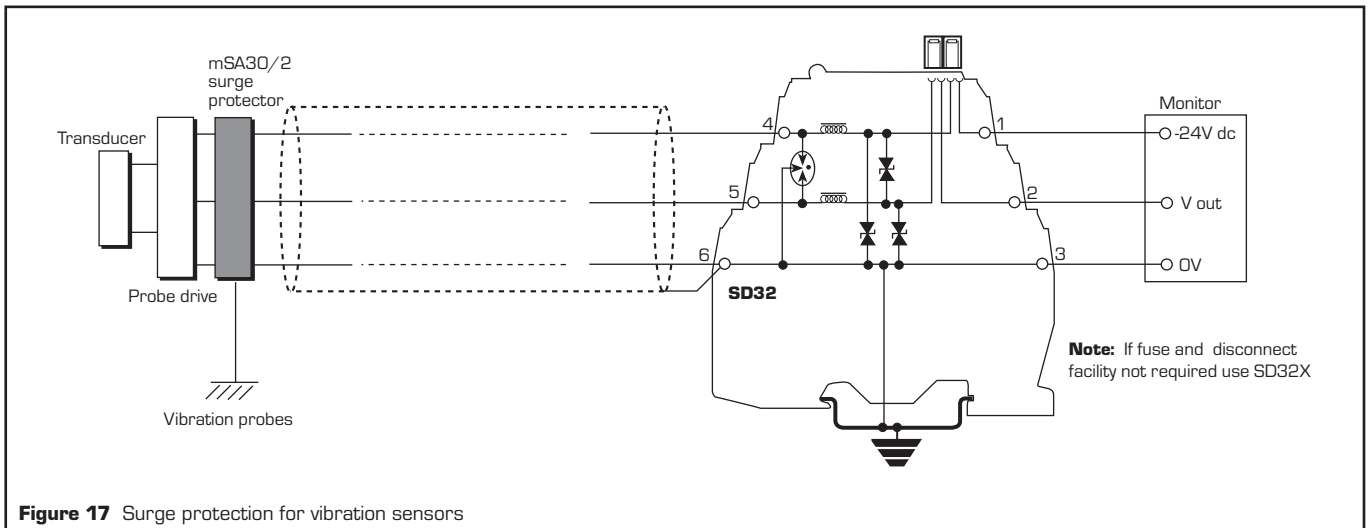 mSA30/2
surge
protector
Transducer
Probe drive
Vibration probes
4
5
6
SD32
1
2
3
Monitor
-24V dc
V out
0V
Note: If fuse and disconnect
facility not required use SD32X
Figure 17 Surge protection for vibration sensors